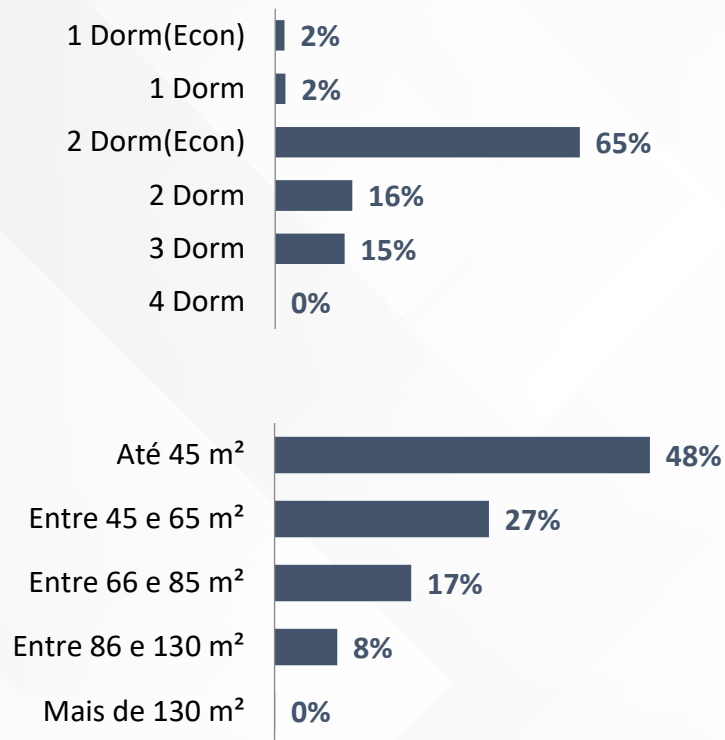 1 Dorm(Econ) 2%
1 Dorm 2%
2 Dorm(Econ) 65%
2 Dorm 16%
3 Dorm 15%
4 Dorm 0%
Até 45 m² 48%
Entre 45 e 65 m² 27%
Entre 66 e 85 m² 17%
Entre 86 e 130 m² 8%
Mais de 130 m² 0%